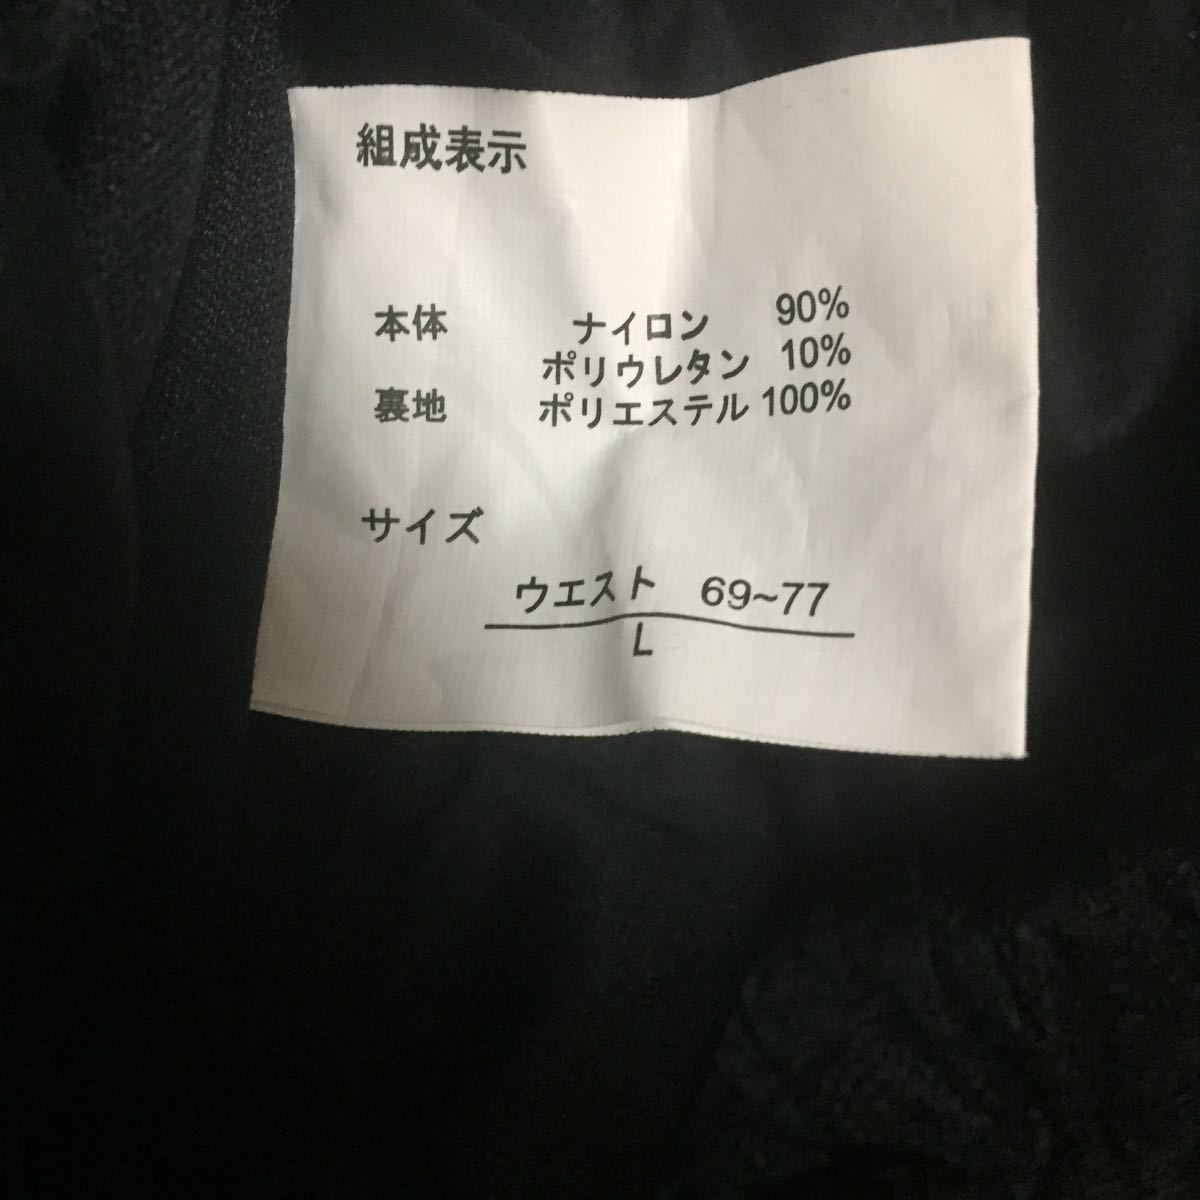 組成表示
本体 ナイロン 90%
ポリウレタン 10%
裏地 ポリエステル 100%
サイズ
ウエスト 69~77
L